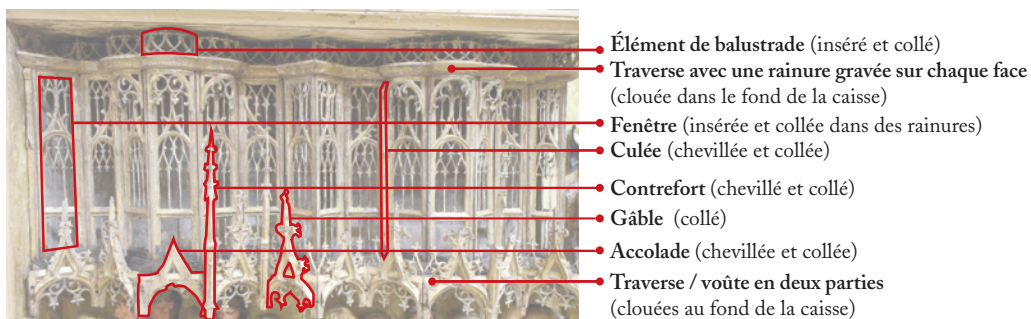 Élément de balustrade (inséré et collé)
Traverse avec une rainure gravée sur chaque face
(clouée dans le fond de la caisse)
Fenêtre (insérée et collée dans des rainures)
Culée (chevillée et collée)
Contrefort (chevillé et collé)
Gâble (collé)
Accolade (chevillée et collée)
Traverse / voûte en deux parties
(clouées au fond de la caisse)